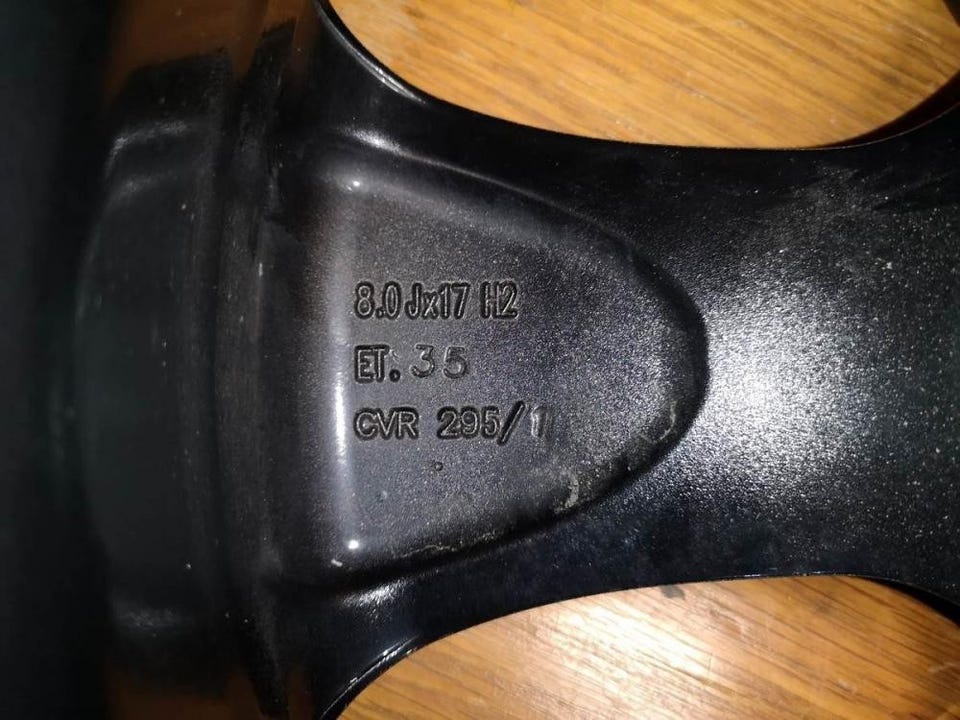 8.0Jx17 H2
ET. 35
CVR 295/1